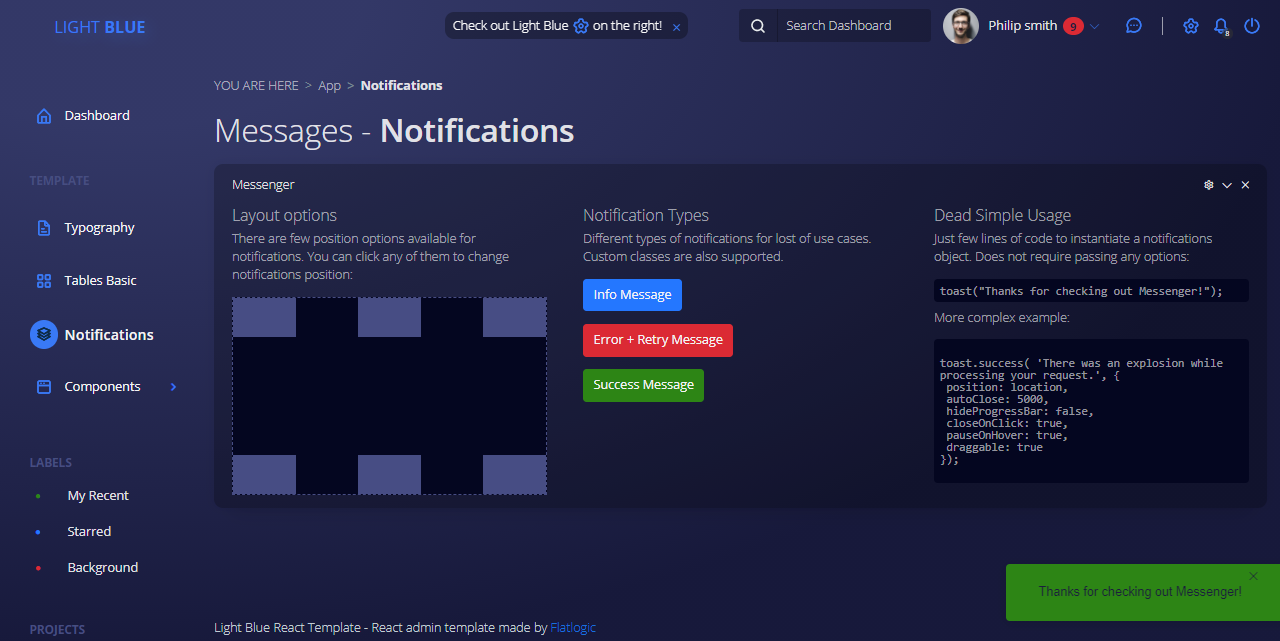 LIGHT BLUE
Check out Light Blue on the right! ×
Search Dashboard
Philip smith 9
8
YOU ARE HERE > App > Notifications
Messages - Notifications
Dashboard
TEMPLATE
Typography
Tables Basic
Notifications
Components
LABELS
My Recent
Starred
Background
PROJECTS
Messenger
Layout options
There are few position options available for
notifications. You can click any of them to change
notifications position:
Notification Types
Different types of notifications for lost of use cases.
Custom classes are also supported.
Info Message
Error + Retry Message
Success Message
Dead Simple Usage
Just few lines of code to instantiate a notifications
object. Does not require passing any options:
toast("Thanks for checking out Messenger!");
More complex example:
toast.success( 'There was an explosion while
processing your request.', {
position: location,
autoClose: 5000,
hideProgressBar: false,
closeOnClick: true,
pauseOnHover: true,
draggable: true
});
Thanks for checking out Messenger!
Light Blue React Template - React admin template made by Flatlogic